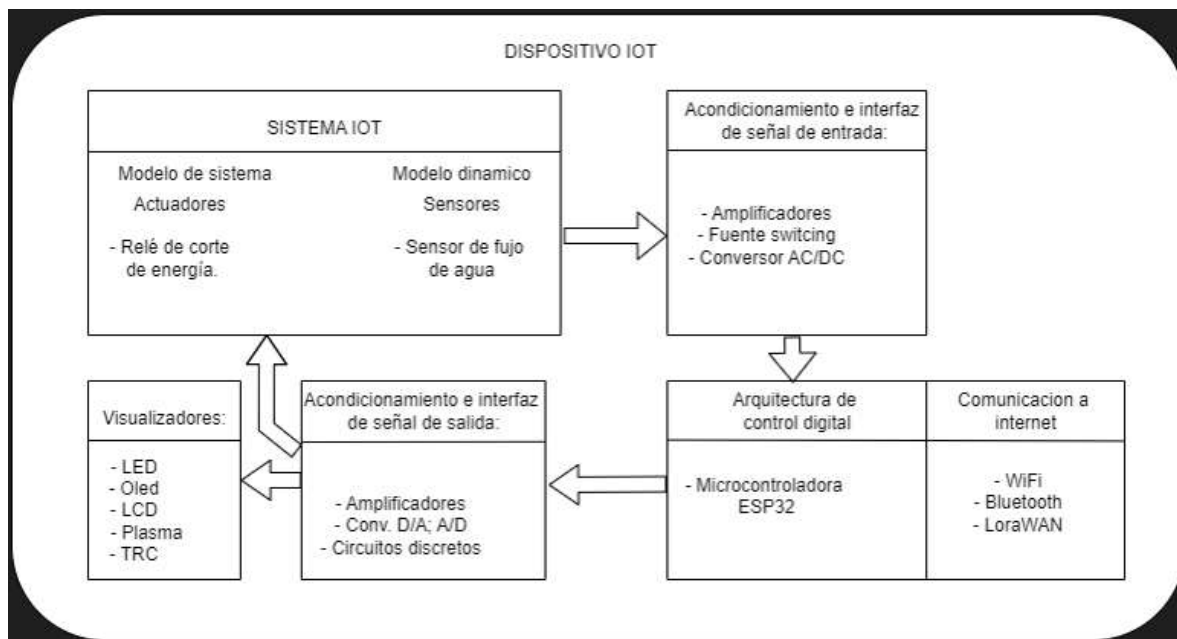 DISPOSITIVO IOT
SISTEMA IOT
Modelo de sistema
Actuadores
- Relé de corte
de energía.
Modelo dinamico
Sensores
- Sensor de fujo
de agua
Acondicionamiento e interfaz
de señal de entrada:
- Amplificadores
- Fuente switcing
- Conversor AC/DC
Visualizadores:
- LED
- Oled
- LCD
- Plasma
- TRC
Acondicionamiento e interfaz
de señal de salida:
- Amplificadores
- Conv. D/A; A/D
- Circuitos discretos
Arquitectura de
control digital
- Microcontroladora
ESP32
Comunicacion a
internet
- WiFi
- Bluetooth
- LoraWAN